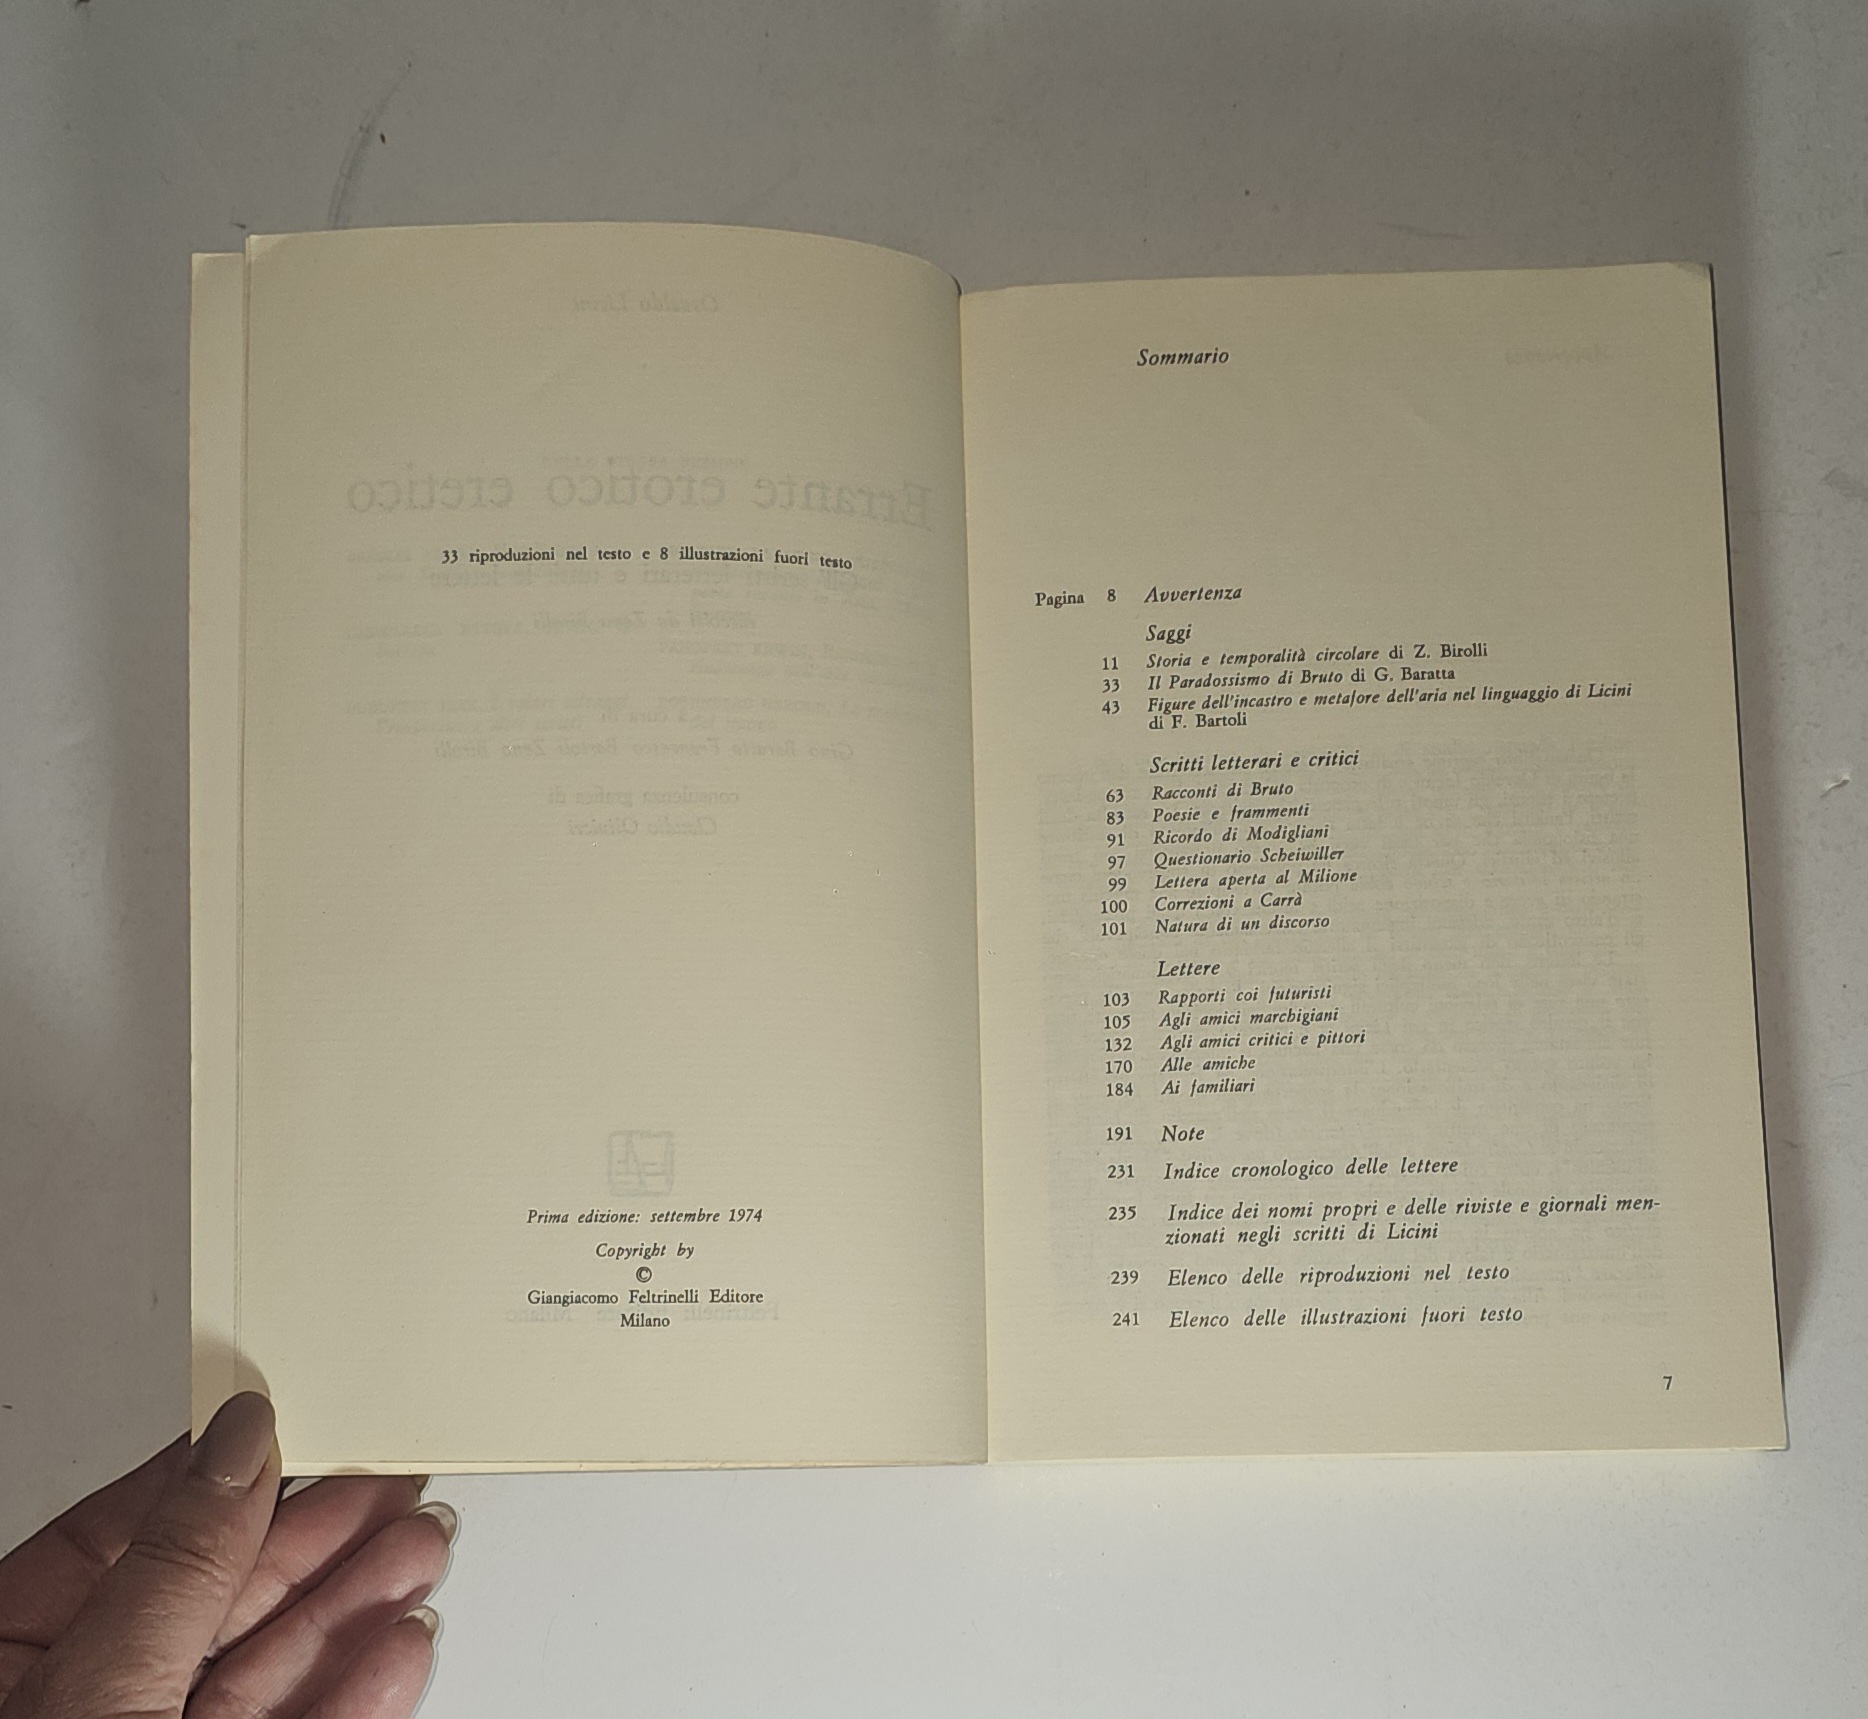 33 riproduzioni nel testo e 8 illustrazioni fuori testo
Prima edizione: settembre 1974
Copyright by
©
Giangiacomo Feltrinelli Editore
Milano
Sommario
Pagina 8 Avvertenza
Saggi
11 Storia e temporalità circolare di Z. Birolli
33 Il Paradossismo di Bruto di G. Baratta
43 Figure dell'incastro e metafore dell'aria nel linguaggio di Licini
di F. Bartoli
Scritti letterari e critici
63 Racconti di Bruto
83 Poesie e frammenti
91 Ricordo di Modigliani
97 Questionario Scheiwiller
99 Lettera aperta al Milione
100 Correzioni a Carrà
101 Natura di un discorso
Lettere
103 Rapporti coi futuristi
105 Agli amici marchigiani
132 Agli amici critici e pittori
170 Alle amiche
184 Ai familiari
191 Note
231 Indice cronologico delle lettere
235 Indice dei nomi propri e delle riviste e giornali men-
zionati negli scritti di Licini
239 Elenco delle riproduzioni nel testo
241 Elenco delle illustrazioni fuori testo
7